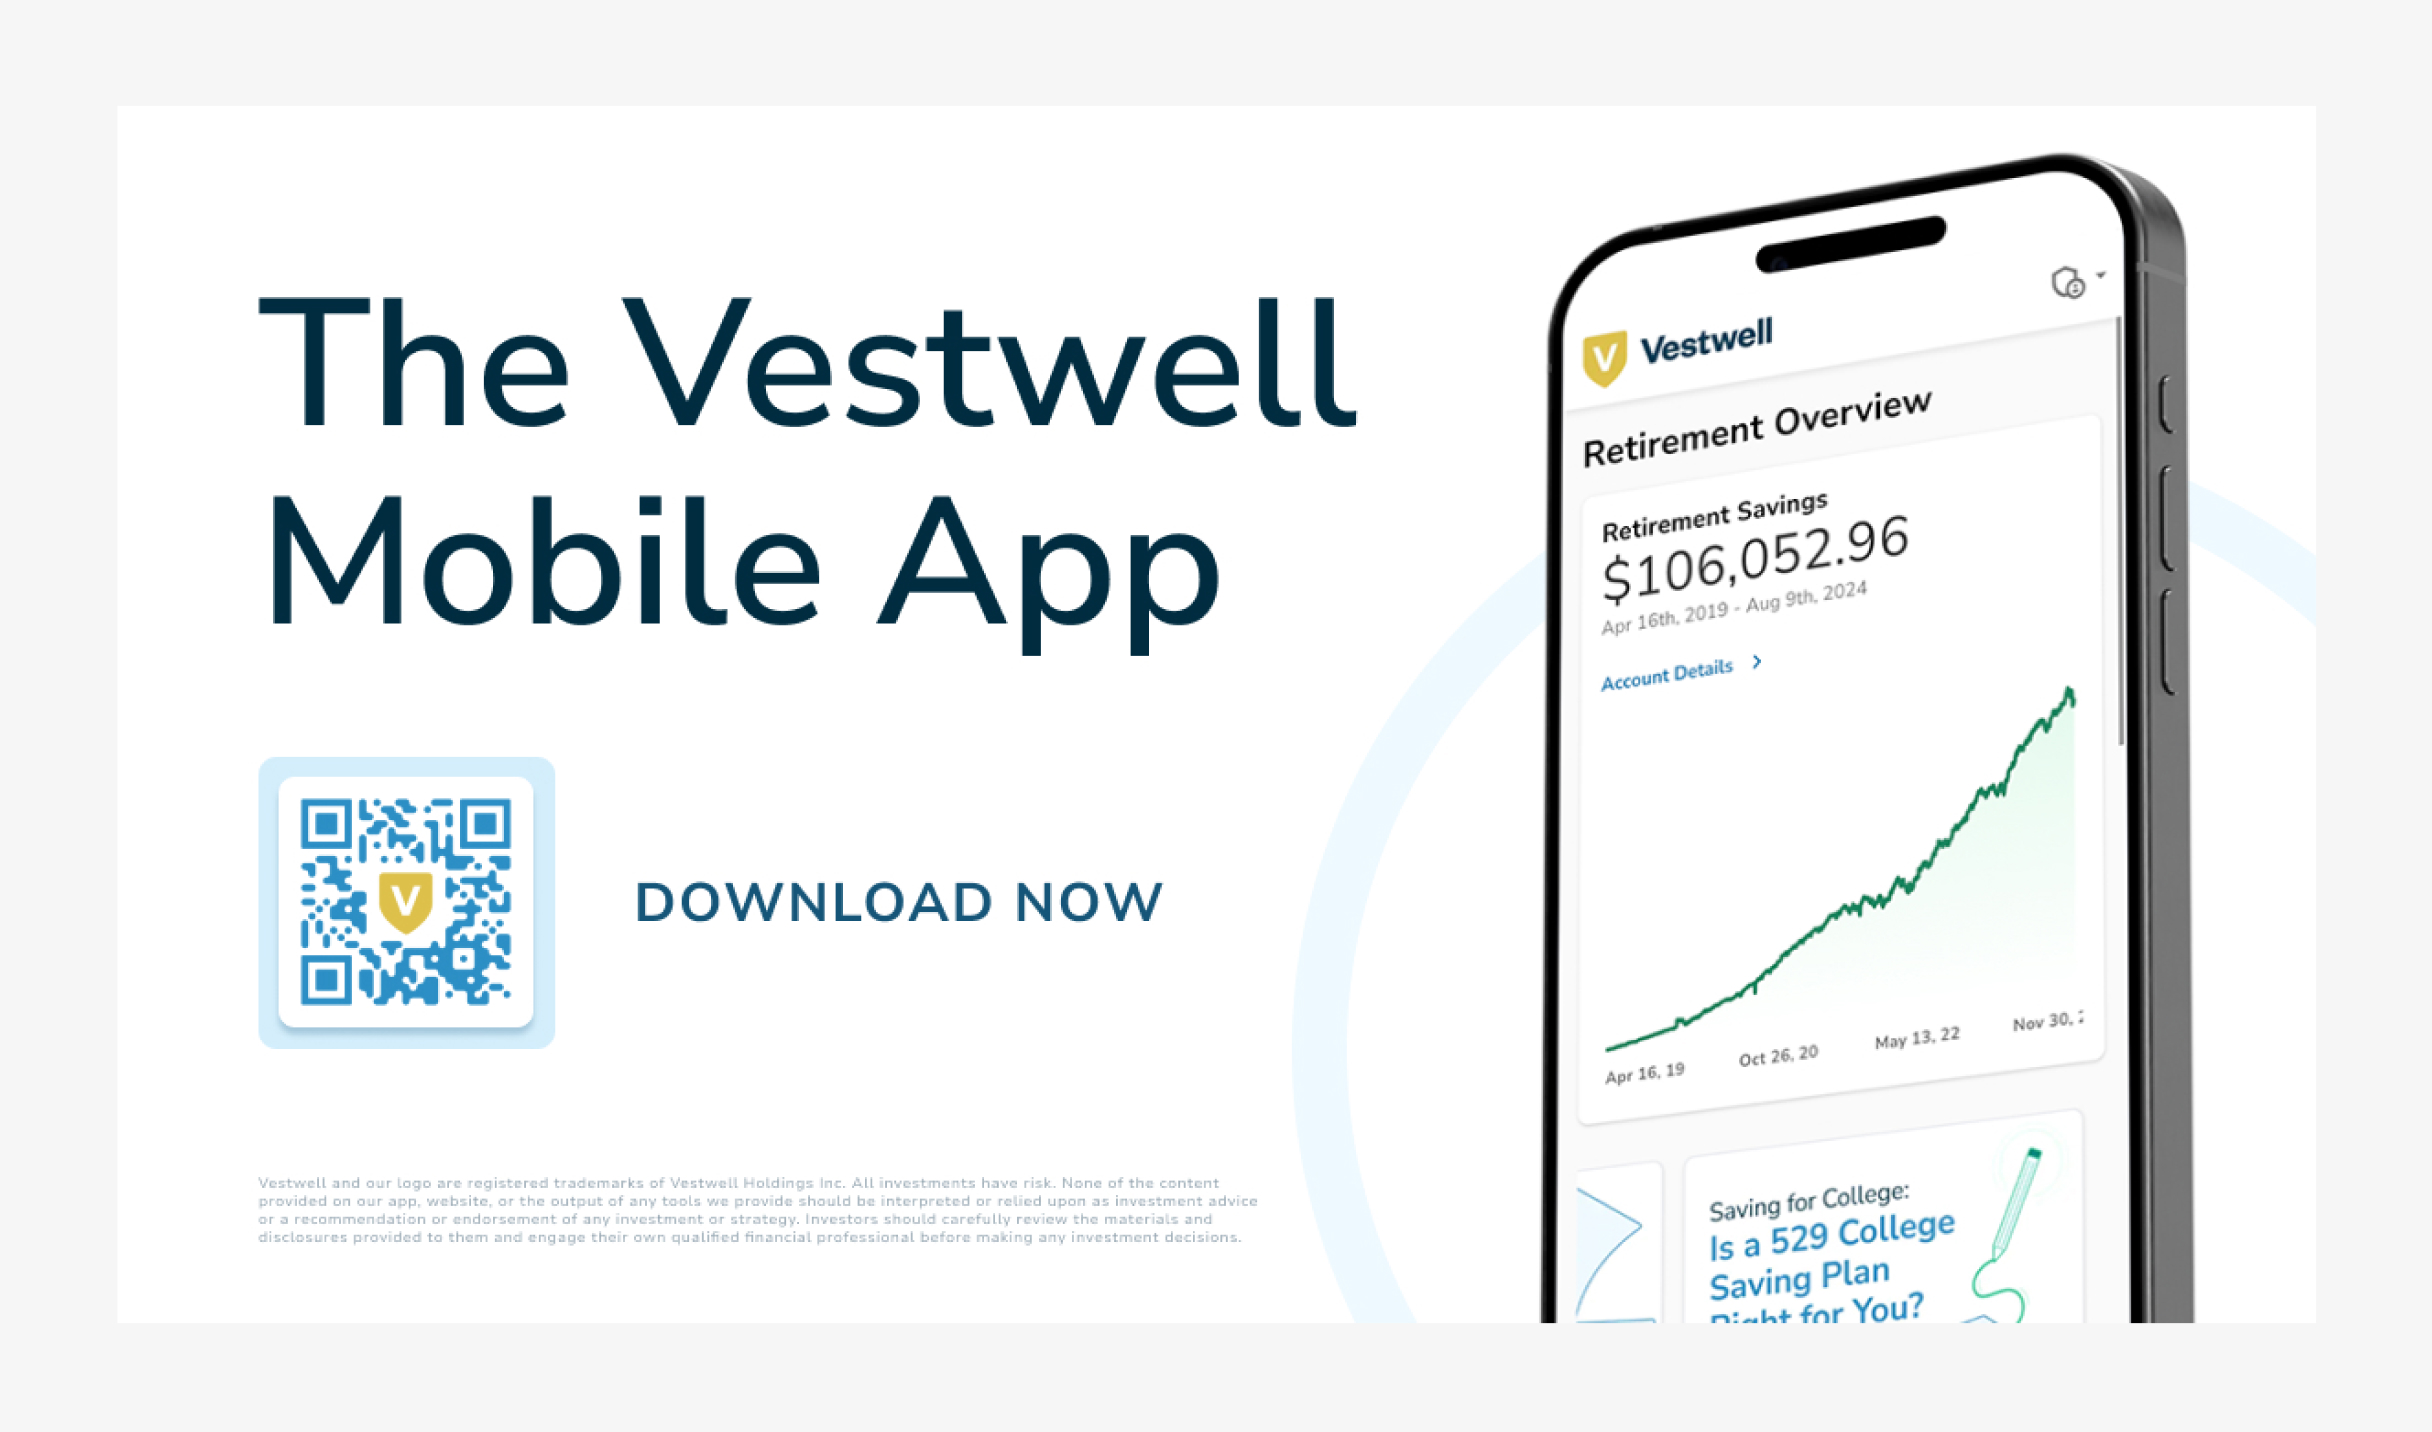 The Vestwell
Mobile App
DOWNLOAD NOW
Vestwell and our logo are registered trademarks of Vestwell Holdings Inc. All investments have risk. None of the content
provided on our app, website, or the output of any tools we provide should be interpreted or relied upon as investment advice
or a recommendation or endorsement of any investment or strategy. Investors should carefully review the materials and
disclosures provided to them and engage their own qualified financial professional before making any investment decisions.
V
V Vestwell
Retirement Overview
Retirement Savings
$106,052.96
Apr 16th, 2019 - Aug 9th, 2024
Account Details
Apr 16, 19 Oct 26, 20 May 13, 22 Nov 30,
Saving for College:
Is a 529 College
Saving Plan
Right for You?